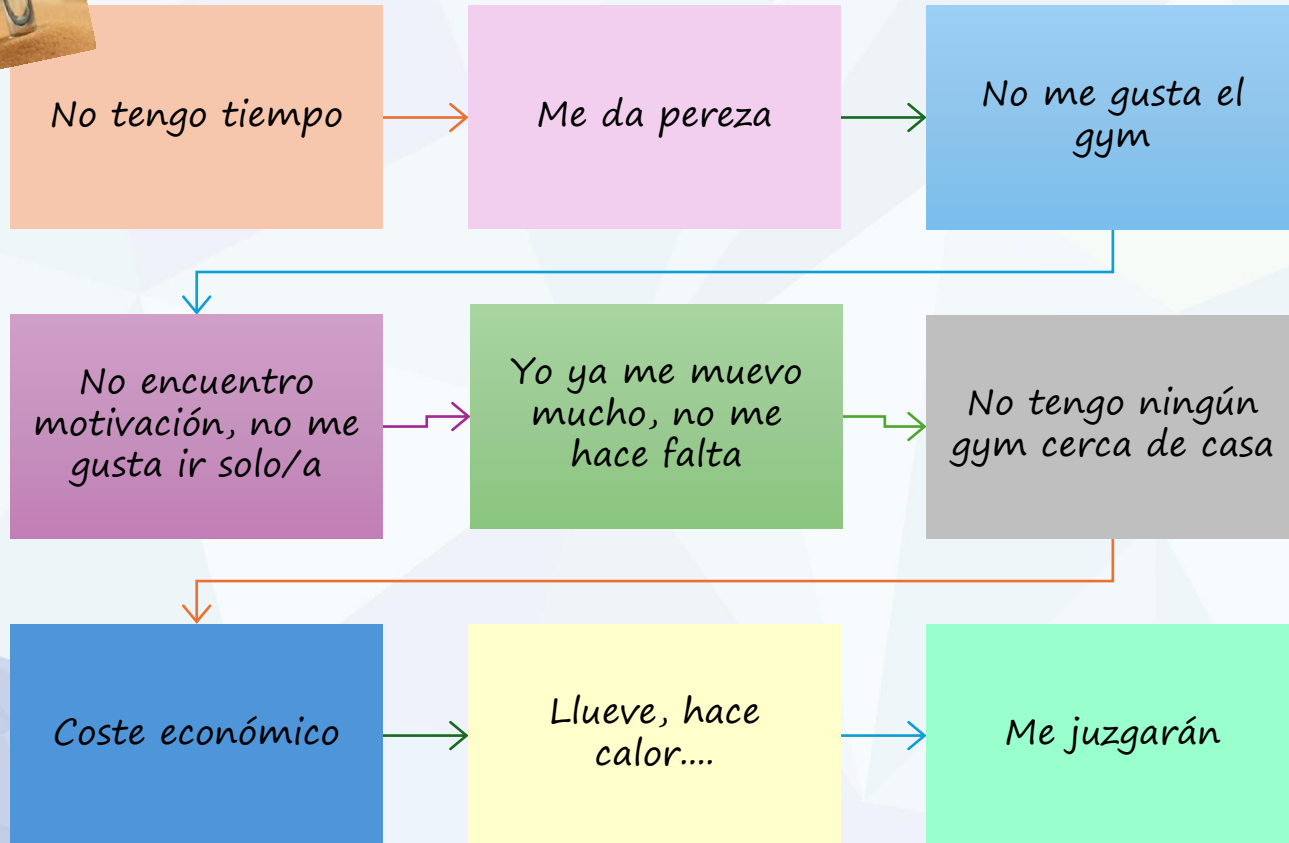 No tengo tiempo
Me da pereza
No me gusta el
gym
No encuentro
motivación, no me
gusta ir solo/a
Yo ya me muevo
mucho, no me
hace falta
No tengo ningún
gym cerca de casa
Coste económico
Llueve, hace
calor....
Me juzgarán